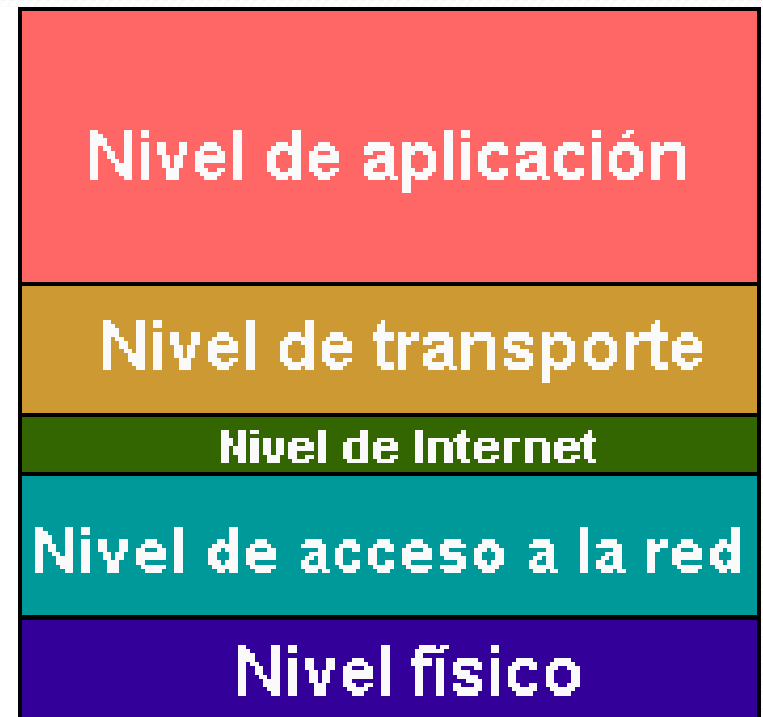 Nivel de aplicación
Nivel de transporte
Nivel de Internet
Nivel de acceso a la red
Nivel físico